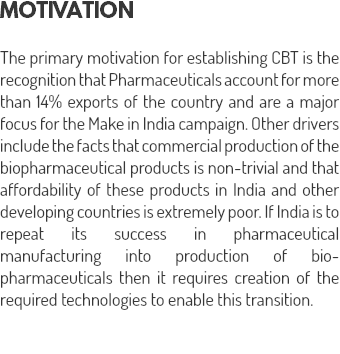 MOTIVATION
The primary motivation for establishing CBT is the
recognition that Pharmaceuticals account for more
than 14% exports of the country and are a major
focus for the Make in India campaign. Other drivers
include the facts that commercial production of the
biopharmaceutical products is non-trivial and that
affordability of these products in India and other
developing countries is extremely poor. If India is to
repeat its success in pharmaceutical
manufacturing into production of bio-
pharmaceuticals then it requires creation of the
required technologies to enable this transition.